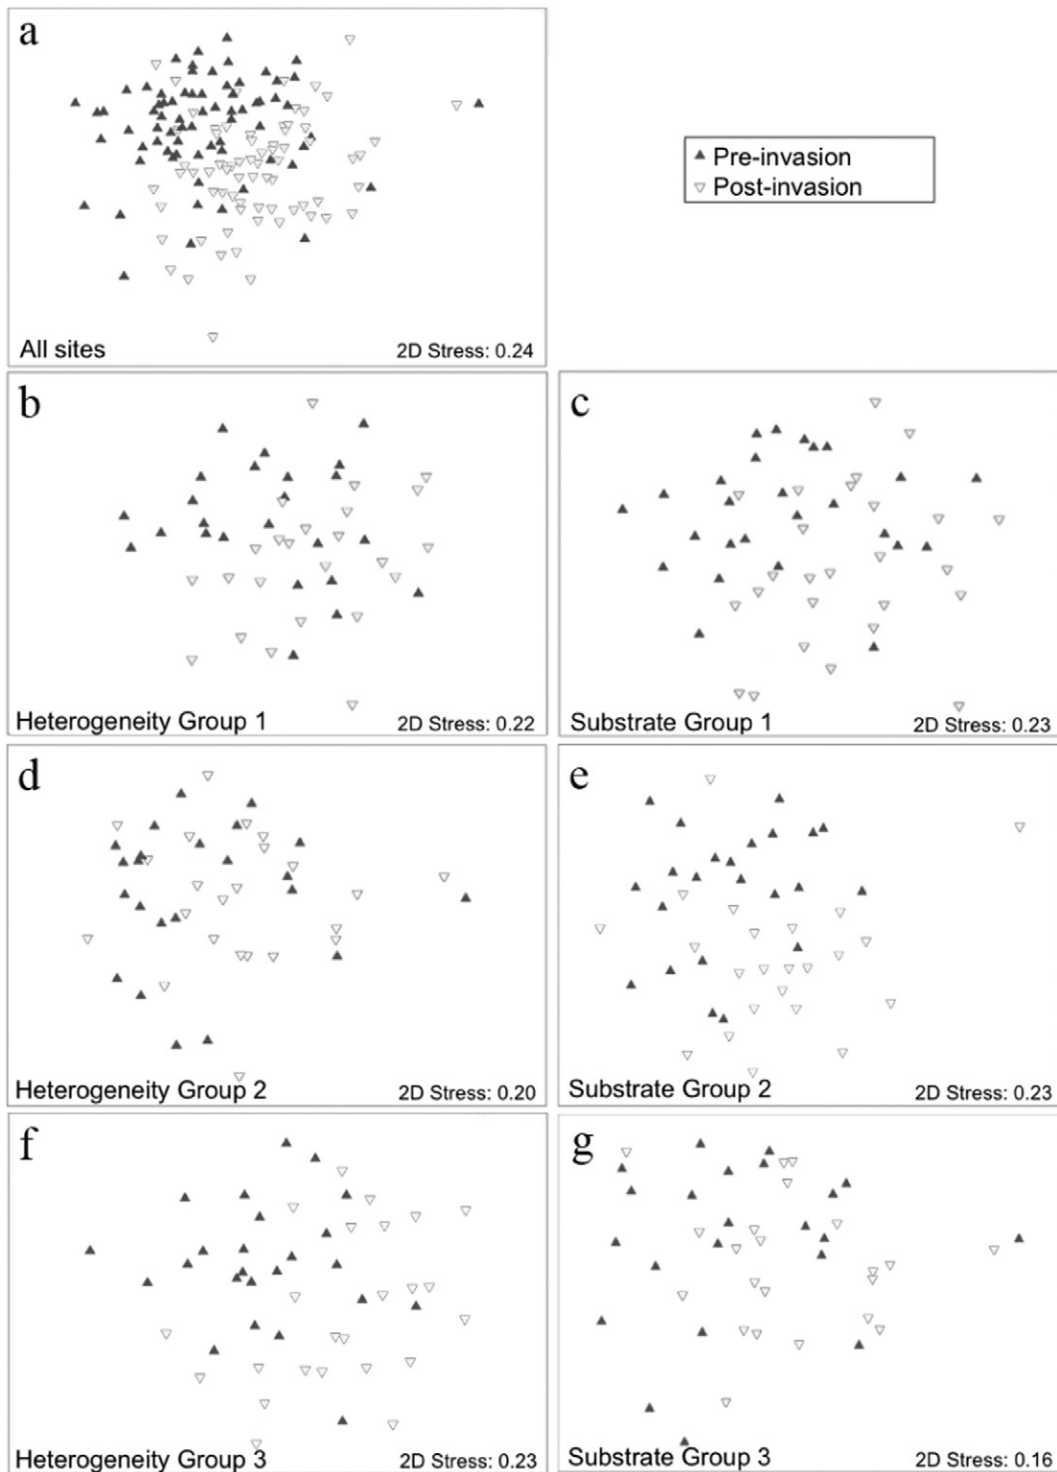 a
All sites
2D Stress: 0.24
Pre-invasion
Post-invasion
b
Heterogeneity Group 1
2D Stress: 0.22
c
Substrate Group 1
2D Stress: 0.23
d
Heterogeneity Group 2
2D Stress: 0.20
e
Substrate Group 2
2D Stress: 0.23
f
Heterogeneity Group 3
2D Stress: 0.23
g
Substrate Group 3
2D Stress: 0.16